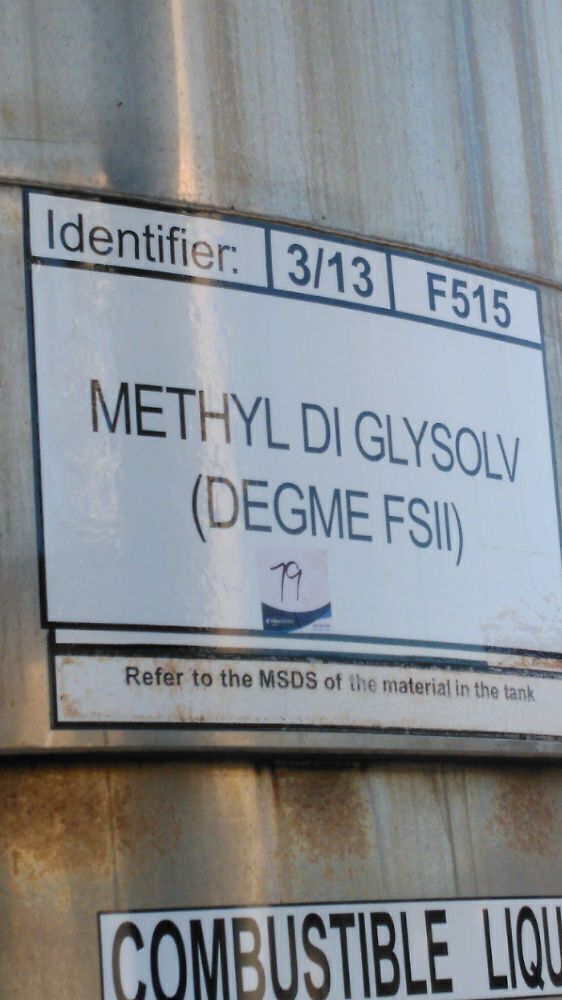 Identifier: 3/13 F515
METHYL DI GLYSOLV
(DEGME FSII)
79
Refer to the MSDS of the material in the tank
COMBUSTIBLE LIQU